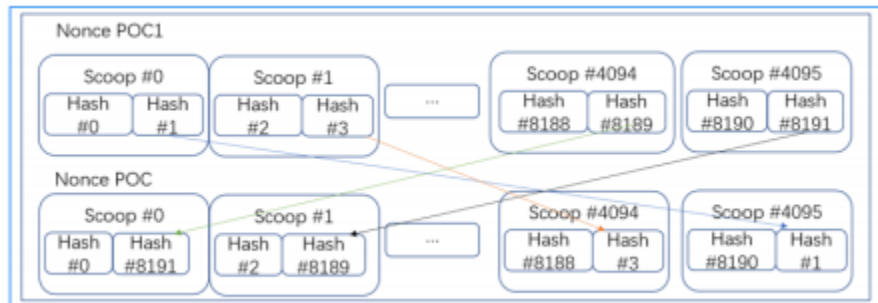 Nonce POC1
Scoop #0 Scoop #1 Scoop #4094 Scoop #4095
Hash Hash Hash Hash ... Hash Hash Hash Hash
#0 #1 #2 #3 #8188 #8189 #8190 #8191
Nonce POC
Scoop #0 Scoop #1 Scoop #4094 Scoop #4095
Hash Hash Hash Hash ... Hash Hash Hash Hash
#0 #8191 #2 #8189 #8188 #3 #8190 #1